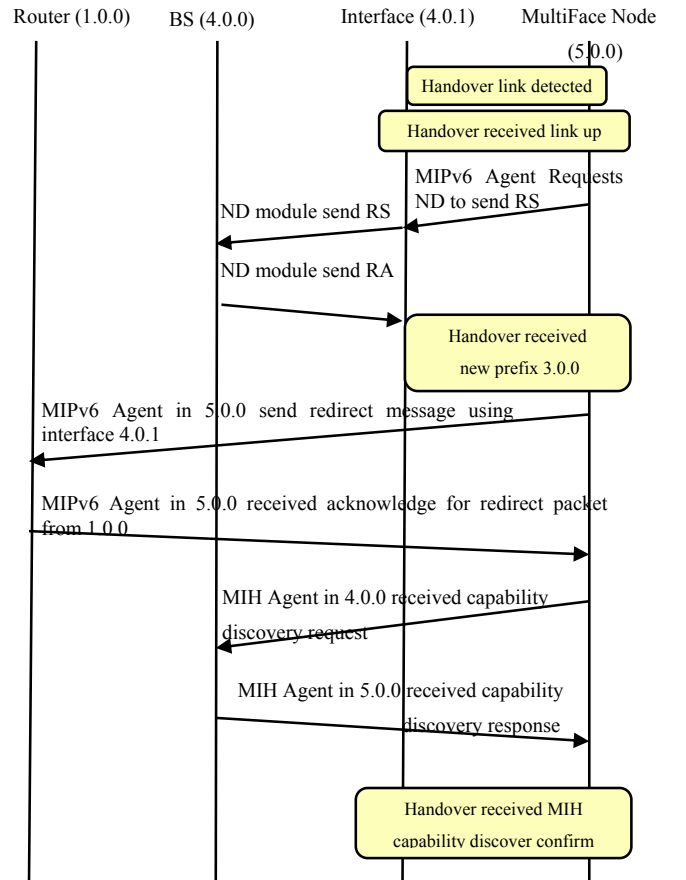 Router (1.0.0) BS (4.0.0) Interface (4.0.1) MultiFace Node
(5.0.0)
Handover link detected
Handover received link up
MIPv6 Agent Requests
ND to send RS
ND module send RS
ND module send RA
Handover received
new prefix 3.0.0
MIPv6 Agent in 5.0.0 send redirect message using
interface 4.0.1
MIPv6 Agent in 5.0.0 received acknowledge for redirect packet
from 1.0.0
MIH Agent in 4.0.0 received capability
discovery request
MIH Agent in 5.0.0 received capability
discovery response
Handover received MIH
capability discover confirm